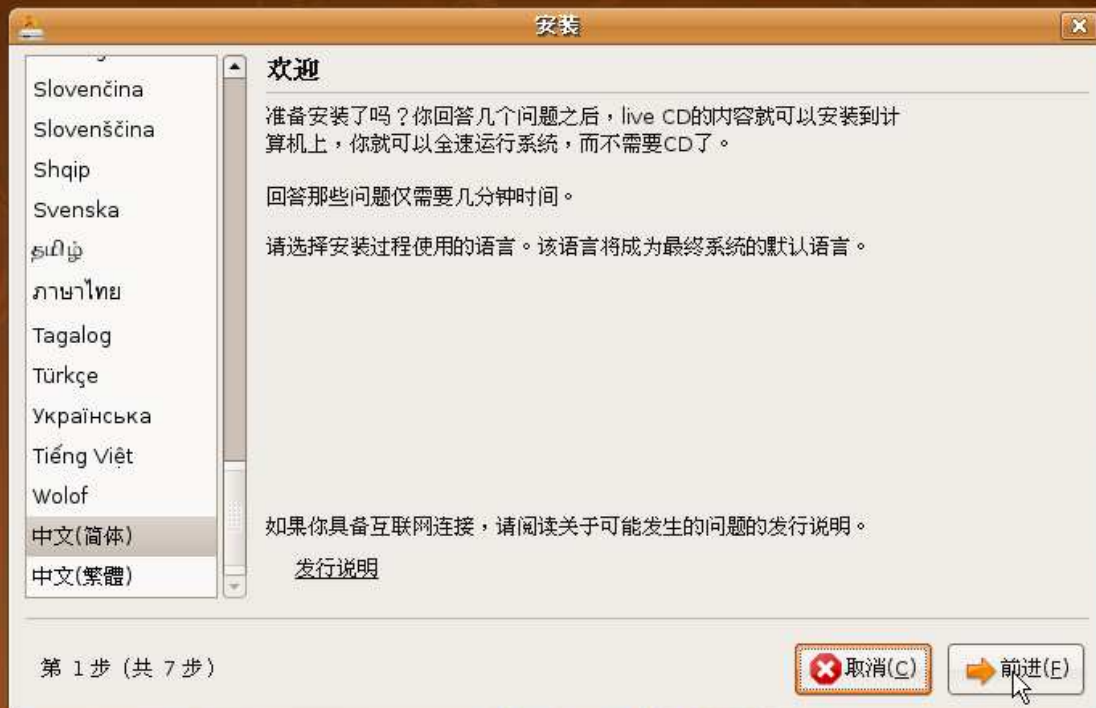 安装
Slovenčina
Slovenščina
Shqip
Svenska
தமிழ்
ภาษาไทย
Tagalog
Türkçe
Українська
Tiếng Việt
Wolof
中文(简体)
中文(繁體)
欢迎
准备安装了吗？你回答几个问题之后，live CD的内容就可以安装到计
算机上，你就可以全速运行系统，而不需要CD了。
回答那些问题仅需要几分钟时间。
请选择安装过程使用的语言。该语言将成为最终系统的默认语言。
如果你具备互联网连接，请阅读关于可能发生的问题的发行说明。
发行说明
第 1 步 (共 7 步)
取消(C)
前进(F)